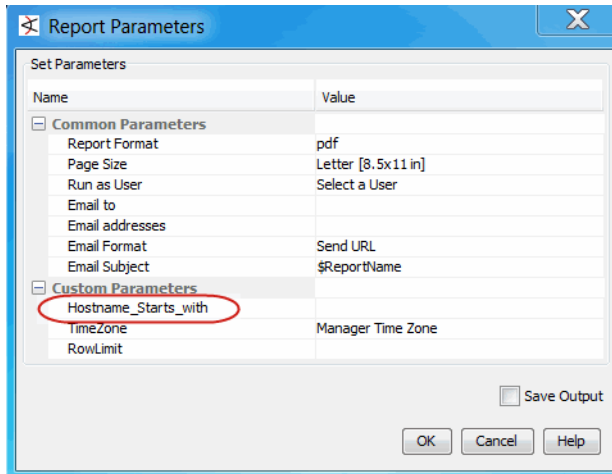 Report Parameters
Set Parameters
Name Value
Common Parameters
Report Format pdf
Page Size Letter [8.5x11 in]
Run as User Select a User
Email to
Email addresses
Email Format Send URL
Email Subject $ReportName
Custom Parameters
Hostname_Starts_with
TimeZone Manager Time Zone
RowLimit
Save Output
OK Cancel Help